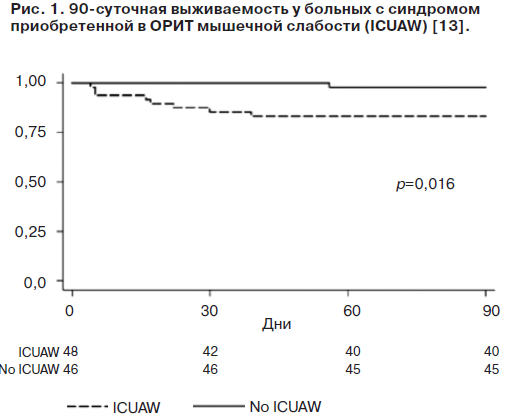 Рис. 1. 90-суточная выживаемость у больных с синдромом
приобретенной в ОРИТ мышечной слабости (ICUAW) [13].
1,00
0,75
0,50
0,25
0,0
p=0,016
0 30 60 90
Дни
ICUAW 48 42 40 40
No ICUAW 46 46 45 45
ICUAW No ICUAW